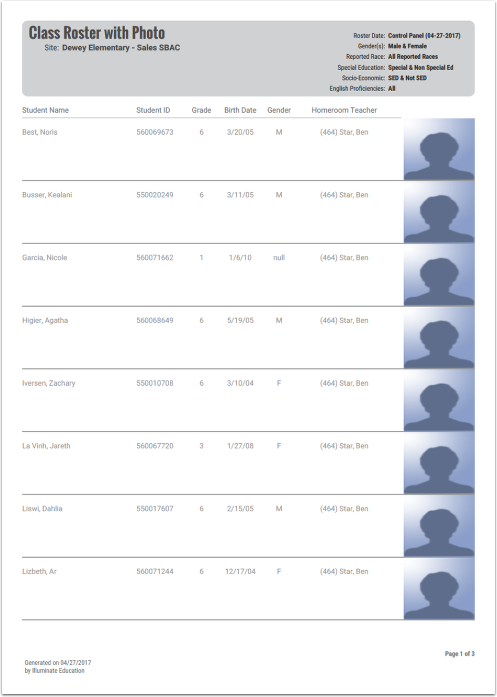 Class Roster with Photo
Site: Dewey Elementary - Sales SBAC
Roster Date: Control Panel (04-27-2017)
Gender(s): Male & Female
Reported Race: All Reported Races
Special Education: Special & Non Special Ed
Socio-Economic: SED & Not SED
English Proficiencies: All
Student Name Student ID Grade Birth Date Gender Homeroom Teacher
Best, Noris 560069673 6 3/20/05 M (464) Star, Ben
Busser, Kealani 550020249 6 3/11/05 M (464) Star, Ben
Garcia, Nicole 560071662 1 1/6/10 null (464) Star, Ben
Higier, Agatha 560068649 6 5/19/05 M (464) Star, Ben
Iversen, Zachary 550010708 6 3/10/04 F (464) Star, Ben
La Vinh, Jareth 560067720 3 1/27/08 F (464) Star, Ben
Liswi, Dahlia 550017607 6 2/15/05 M (464) Star, Ben
Lizbeth, Ar 560071244 6 12/17/04 F (464) Star, Ben
Page 1 of 3
Generated on 04/27/2017
by Illuminate Education